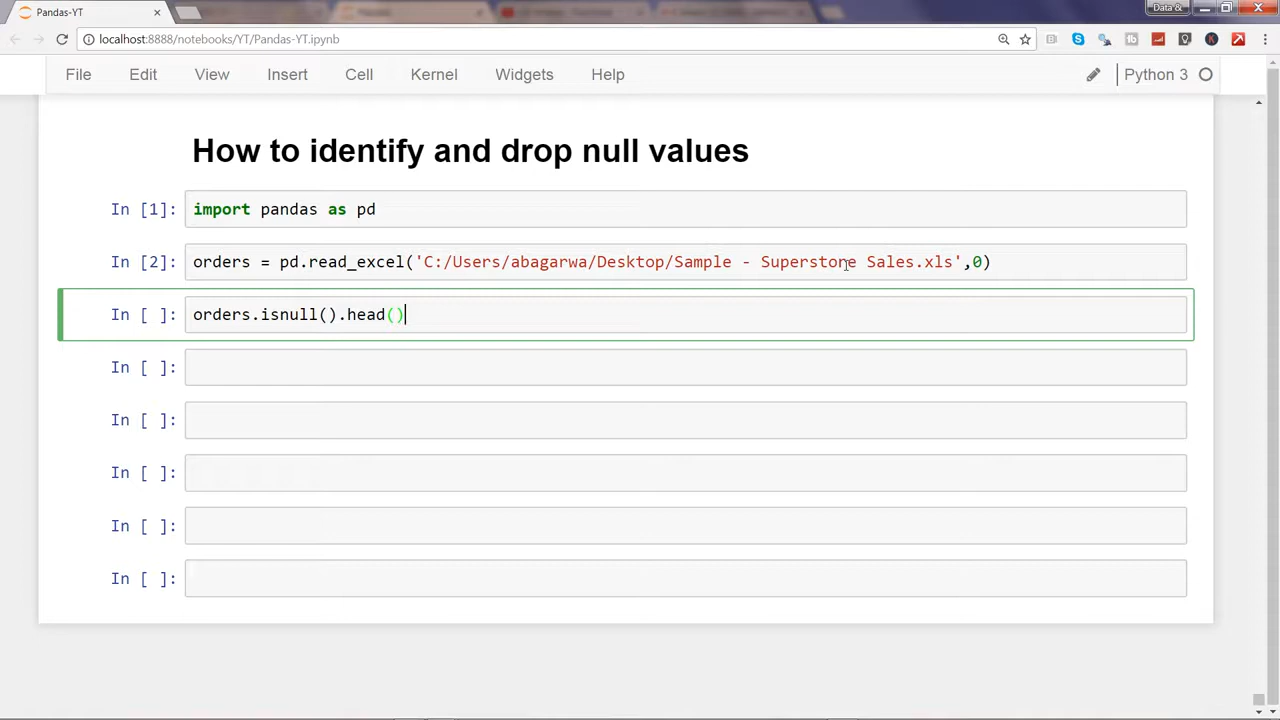 Pandas-YT
Data &
localhost:8888/notebooks/YT/Pandas-YT.ipynb
File Edit View Insert Cell Kernel Widgets Help Python 3
How to identify and drop null values
In [1]: import pandas as pd
In [2]: orders = pd.read_excel('C:/Users/abagarwa/Desktop/Sample - Superstore Sales.xls',0)
In [ ]: orders.isnull().head()
In [ ]:
In [ ]:
In [ ]:
In [ ]:
In [ ]: